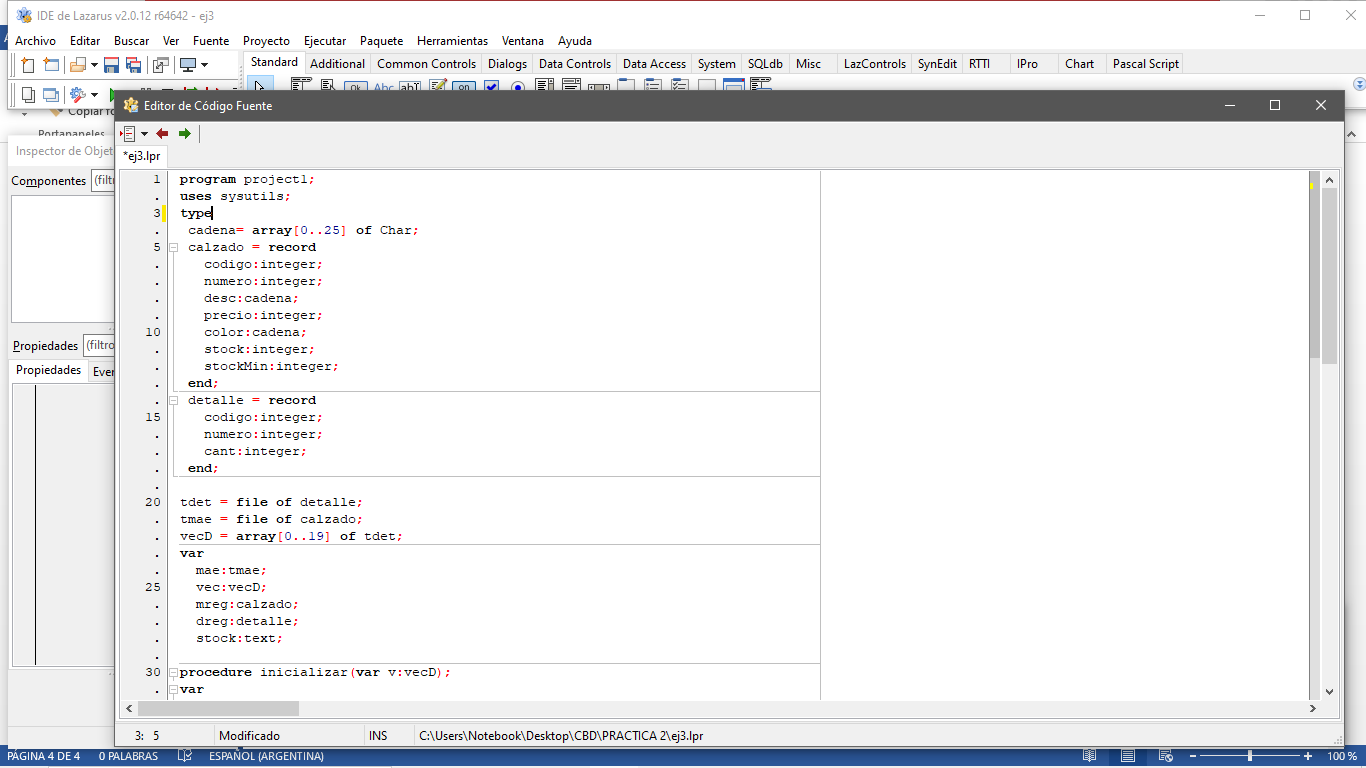 IDE de Lazarus v2.0.12 r64642 - ej3
Archivo Editar Buscar Ver Fuente Proyecto Ejecutar Paquete Herramientas Ventana Ayuda
Standard Additional Common Controls Dialogs Data Controls Data Access System SQLdb Misc LazControls SynEdit RTTI IPro Chart Pascal Script
Editor de Código Fuente
Copiar fo
Portapapeles
Inspector de Objet
*ej3.lpr
Componentes (filt
Propiedades (filtro
Propiedades Ever
1 program project1;
. uses sysutils;
3 type
. cadena= array[0..25] of Char;
5 calzado = record
. codigo:integer;
. numero:integer;
. desc:cadena;
. precio:integer;
10 color:cadena;
. stock:integer;
. stockMin:integer;
. end;
. detalle = record
15 codigo:integer;
. numero:integer;
. cant:integer;
. end;
.
20 tdet = file of detalle;
. tmae = file of calzado;
. vecD = array[0..19] of tdet;
. var
. mae:tmae;
25 vec:vecD;
. mreg:calzado;
. dreg:detalle;
. stock:text;
.
30 procedure inicializar(var v:vecD);
. var
3: 5 Modificado INS C:\Users\Notebook\Desktop\CBD\PRACTICA 2\ej3.lpr
PÁGINA 4 DE 4 0 PALABRAS ESPAÑOL (ARGENTINA) 100 %